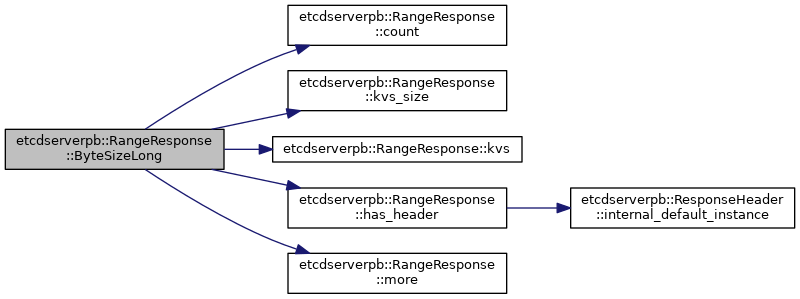 etcdserverpb::RangeResponse
::ByteSizeLong
etcdserverpb::RangeResponse
::count
etcdserverpb::RangeResponse
::kvs_size
etcdserverpb::RangeResponse::kvs
etcdserverpb::RangeResponse
::has_header
etcdserverpb::ResponseHeader
::internal_default_instance
etcdserverpb::RangeResponse
::more